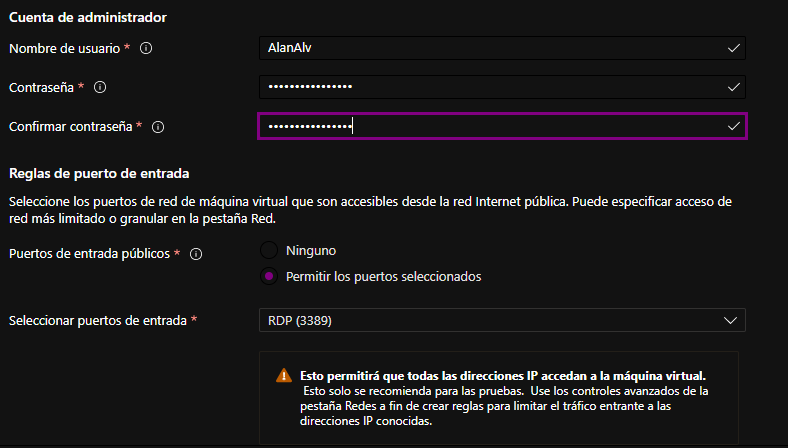 Cuenta de administrador
Nombre de usuario * AlanAlv
Contraseña * ••••••••••••••••
Confirmar contraseña * ••••••••••••••••
Reglas de puerto de entrada
Seleccione los puertos de red de máquina virtual que son accesibles desde la red Internet pública. Puede especificar acceso de
red más limitado o granular en la pestaña Red.
Puertos de entrada públicos * Ninguno
Permitir los puertos seleccionados
Seleccionar puertos de entrada * RDP (3389)
Esto permitirá que todas las direcciones IP accedan a la máquina virtual.
Esto solo se recomienda para las pruebas. Use los controles avanzados de la
pestaña Redes a fin de crear reglas para limitar el tráfico entrante a las
direcciones IP conocidas.